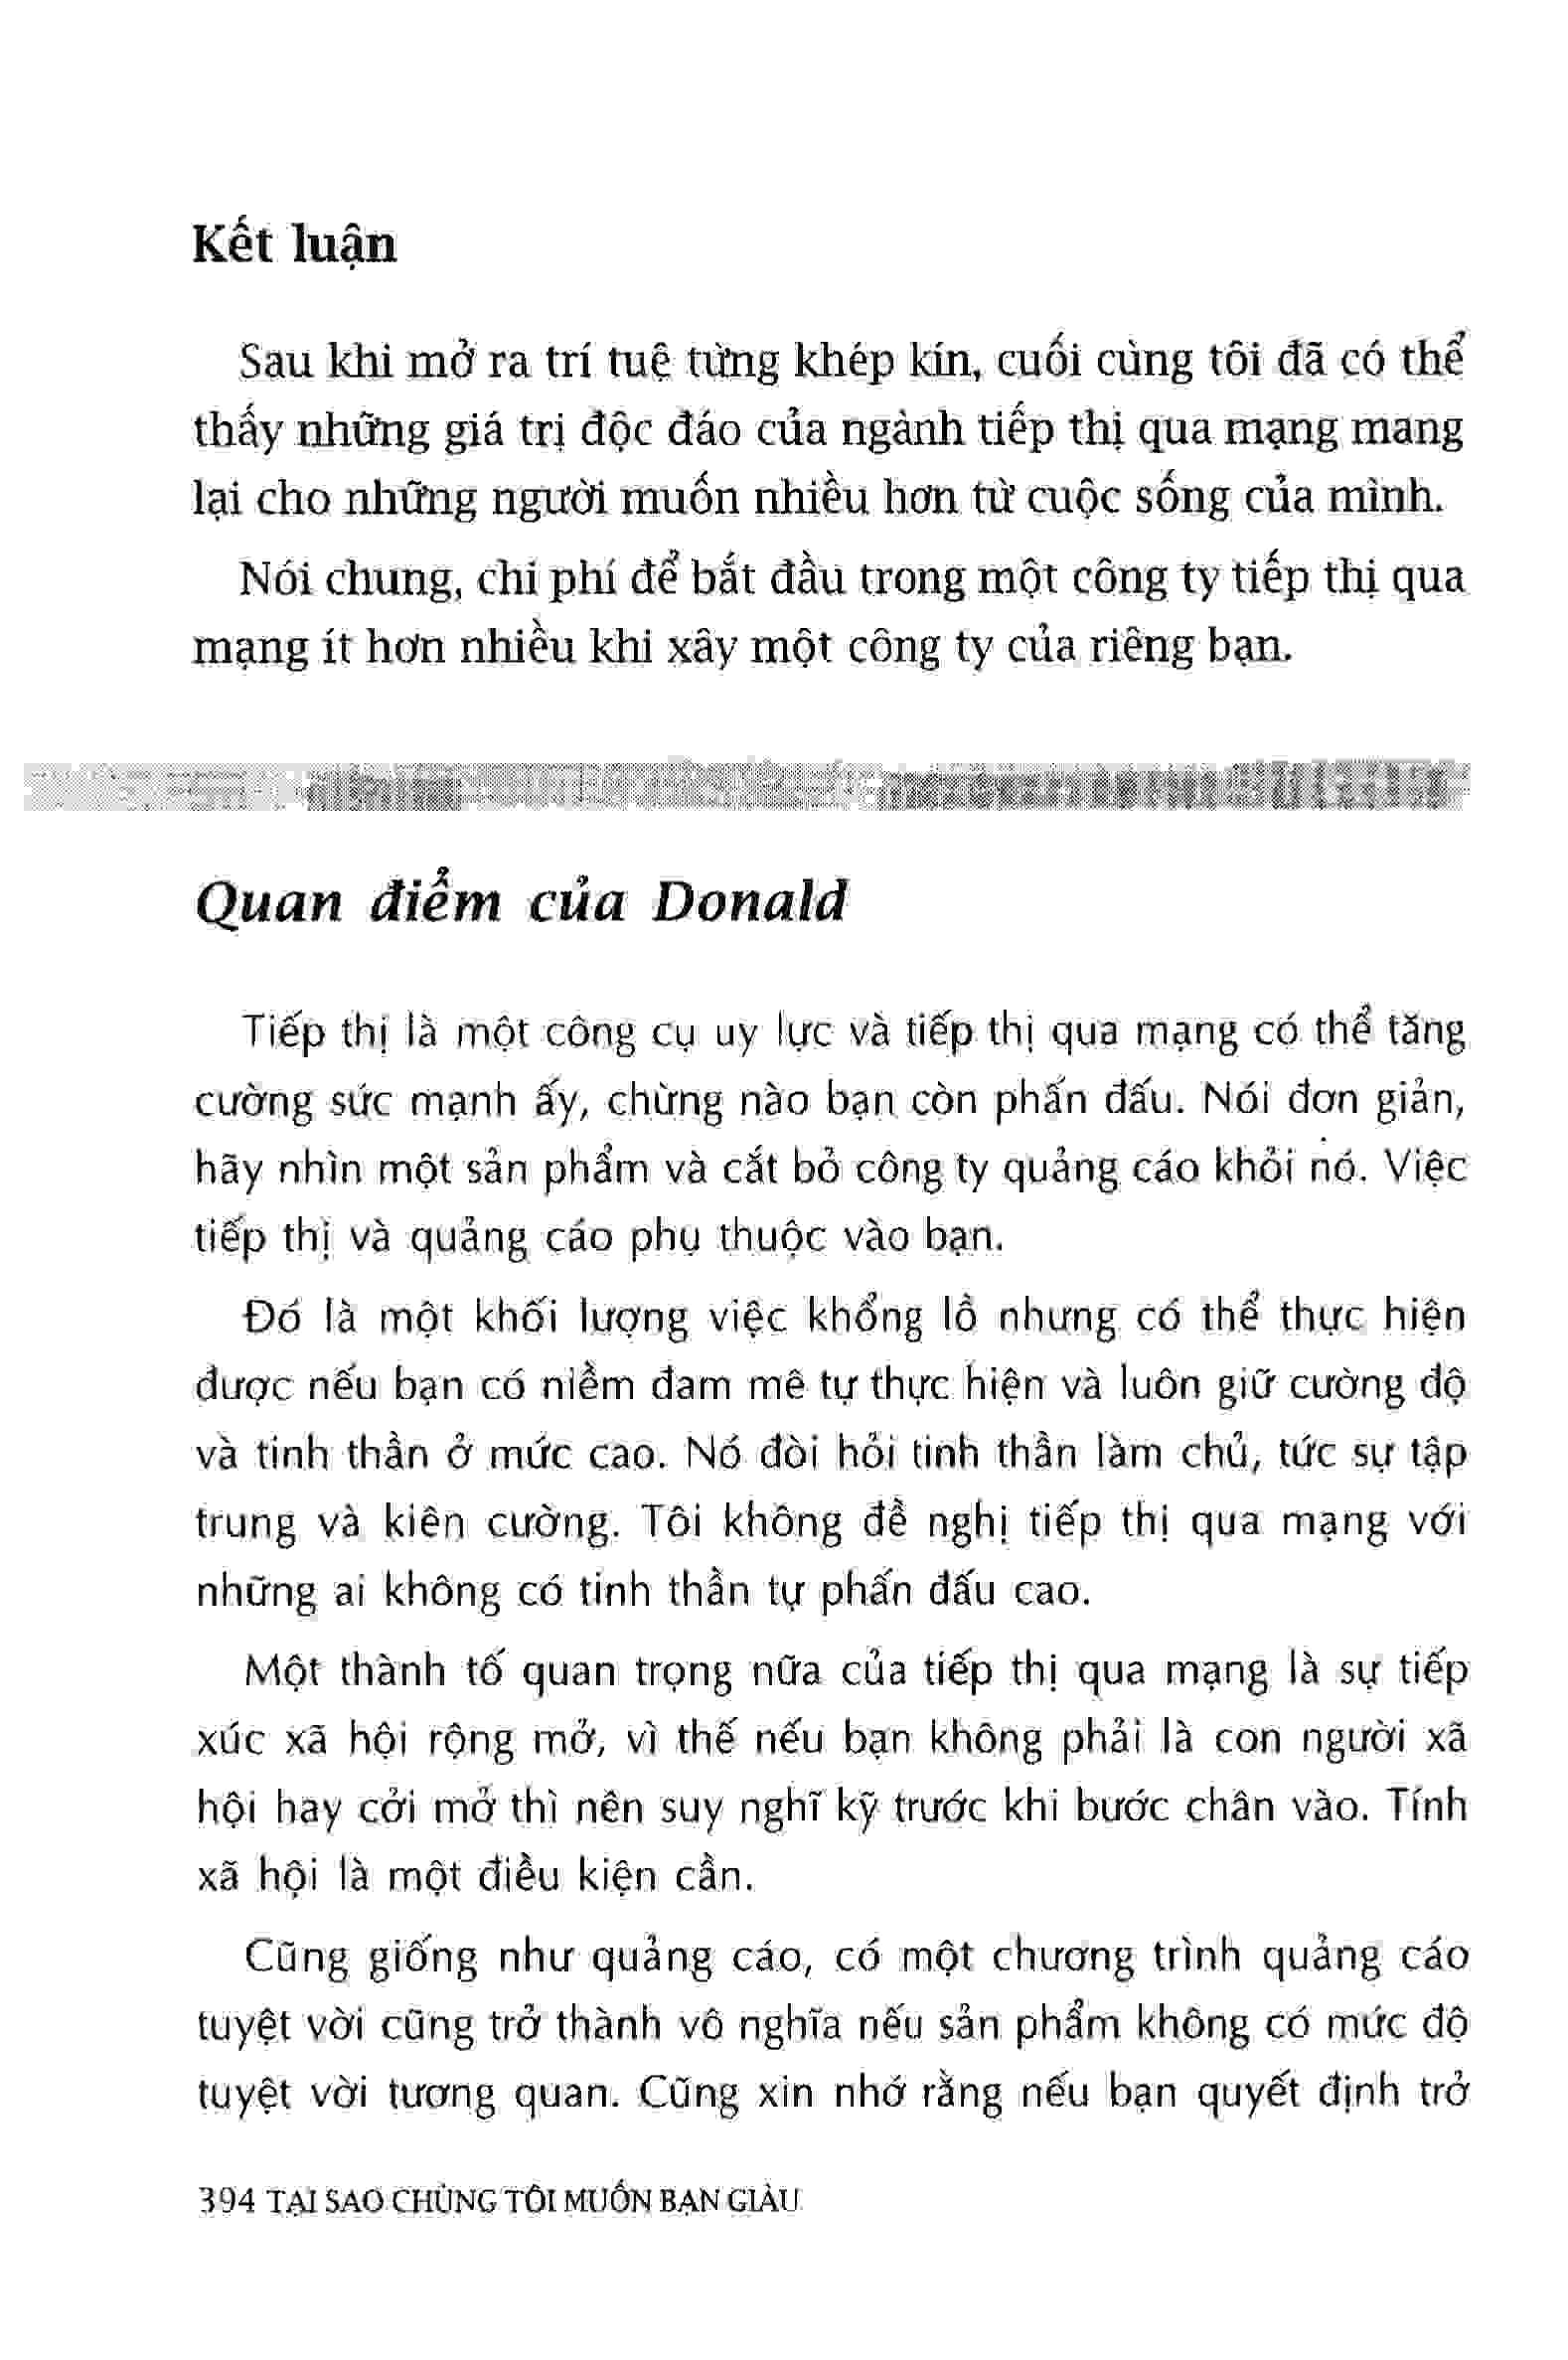 Kết luận
Sau khi mở ra trí tuệ từng khép kín, cuối cùng tôi đã có thể
thấy những giá trị độc đáo của ngành tiếp thị qua mạng mang
lại cho những người muốn nhiều hơn từ cuộc sống của mình.
Nói chung, chi phí để bắt đầu trong một công ty tiếp thị qua
mạng ít hơn nhiều khi xây một công ty của riêng bạn.
Quan điểm của Donald
Tiếp thị là một công cụ uy lực và tiếp thị qua mạng có thể tăng
cường sức mạnh ấy, chừng nào bạn còn phấn đấu. Nói đơn giản,
hãy nhìn một sản phẩm và cắt bỏ công ty quảng cáo khỏi nó. Việc
tiếp thị và quảng cáo phụ thuộc vào bạn.
Đó là một khối lượng việc khổng lồ nhưng có thể thực hiện
được nếu bạn có niềm đam mê tự thực hiện và luôn giữ cường độ
và tinh thần ở mức cao. Nó đòi hỏi tinh thần làm chủ, tức sự tập
trung và kiên cường. Tôi không đề nghị tiếp thị qua mạng với
những ai không có tinh thần tự phấn đấu cao.
Một thành tố quan trọng nữa của tiếp thị qua mạng là sự tiếp
xúc xã hội rộng mở, vì thế nếu bạn không phải là con người xã
hội hay cởi mở thì nên suy nghĩ kỹ trước khi bước chân vào. Tính
xã hội là một điều kiện cần.
Cũng giống như quảng cáo, có một chương trình quảng cáo
tuyệt vời cũng trở thành vô nghĩa nếu sản phẩm không có mức độ
tuyệt vời tương quan. Cũng xin nhớ rằng nếu bạn quyết định trở
394 TẠI SAO CHÚNG TÔI MUỐN BẠN GIÀU